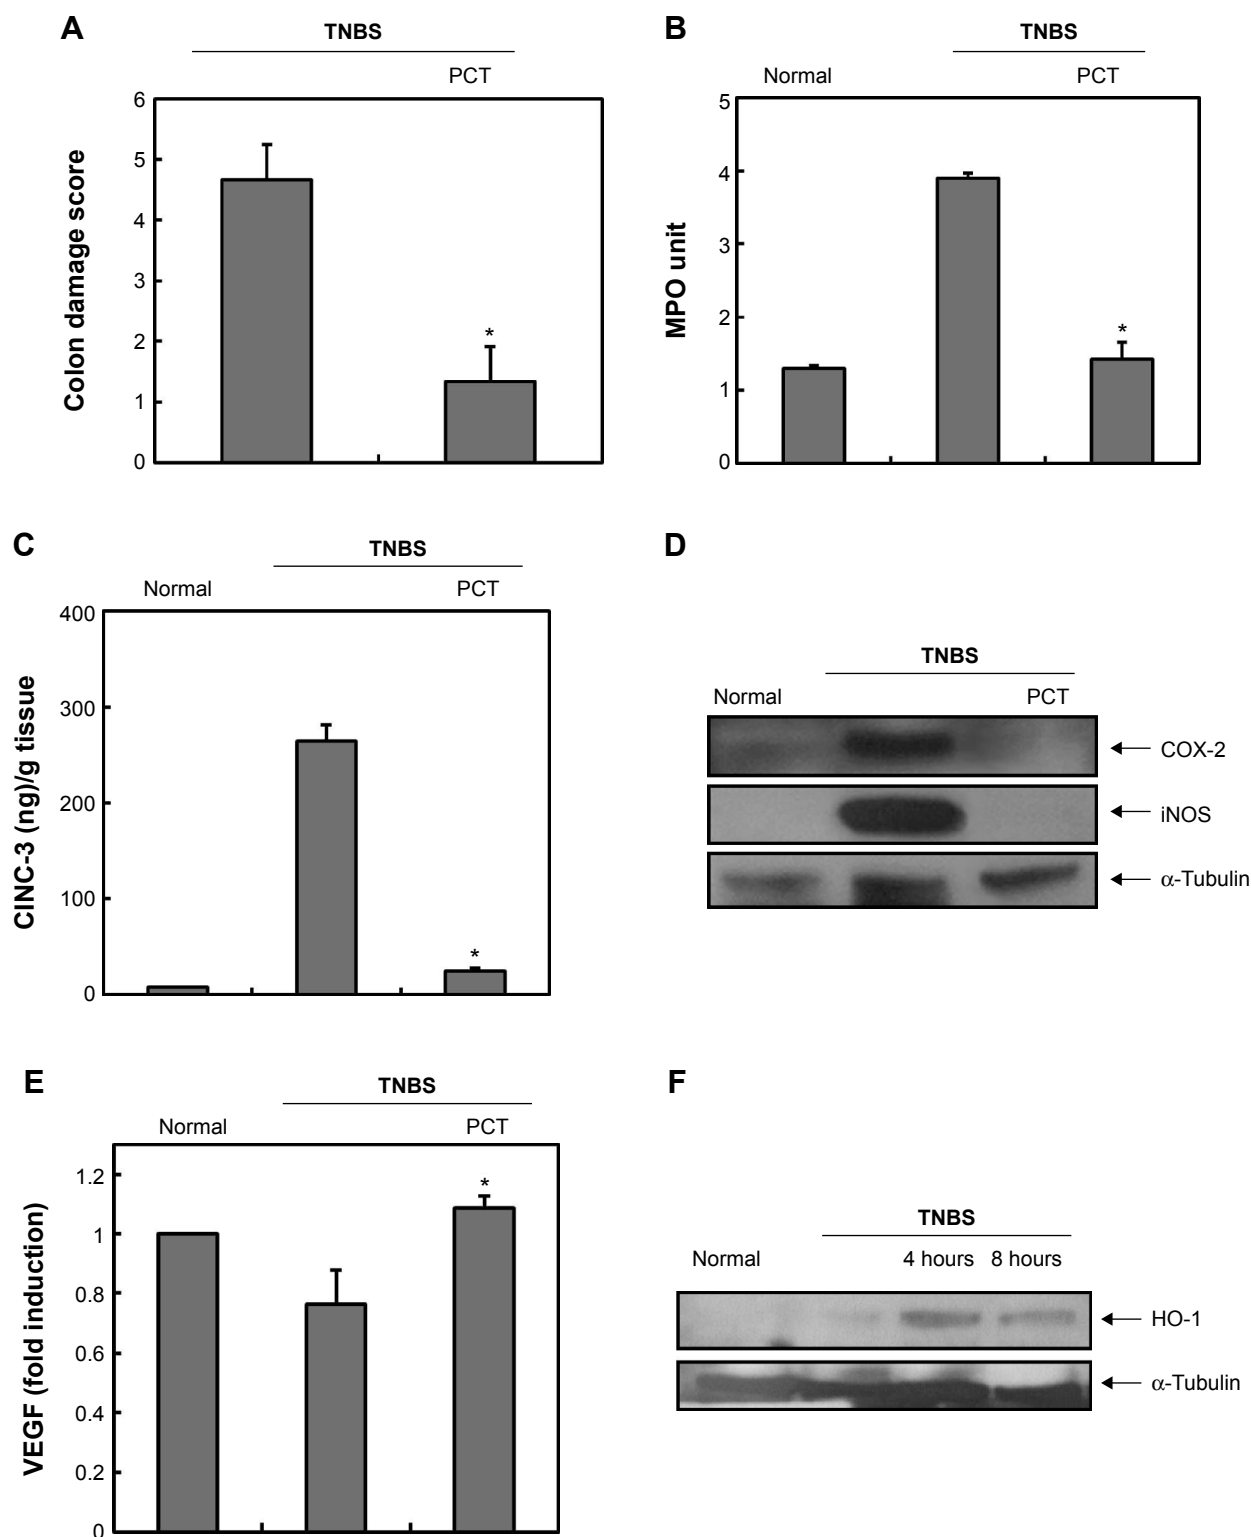 A
TNBS
PCT
Colon damage score
6
5
4
3
2
1
0
*
B
TNBS
Normal PCT
MPO unit
5
4
3
2
1
0
*
C
TNBS
Normal PCT
CINC-3 (ng)/g tissue
400
300
200
100
0
*
D
TNBS
Normal PCT
COX-2
iNOS
α-Tubulin
E
TNBS
Normal PCT
VEGF (fold induction)
1.2
1
0.8
0.6
0.4
0.2
0
*
F
TNBS
Normal 4 hours 8 hours
HO-1
α-Tubulin